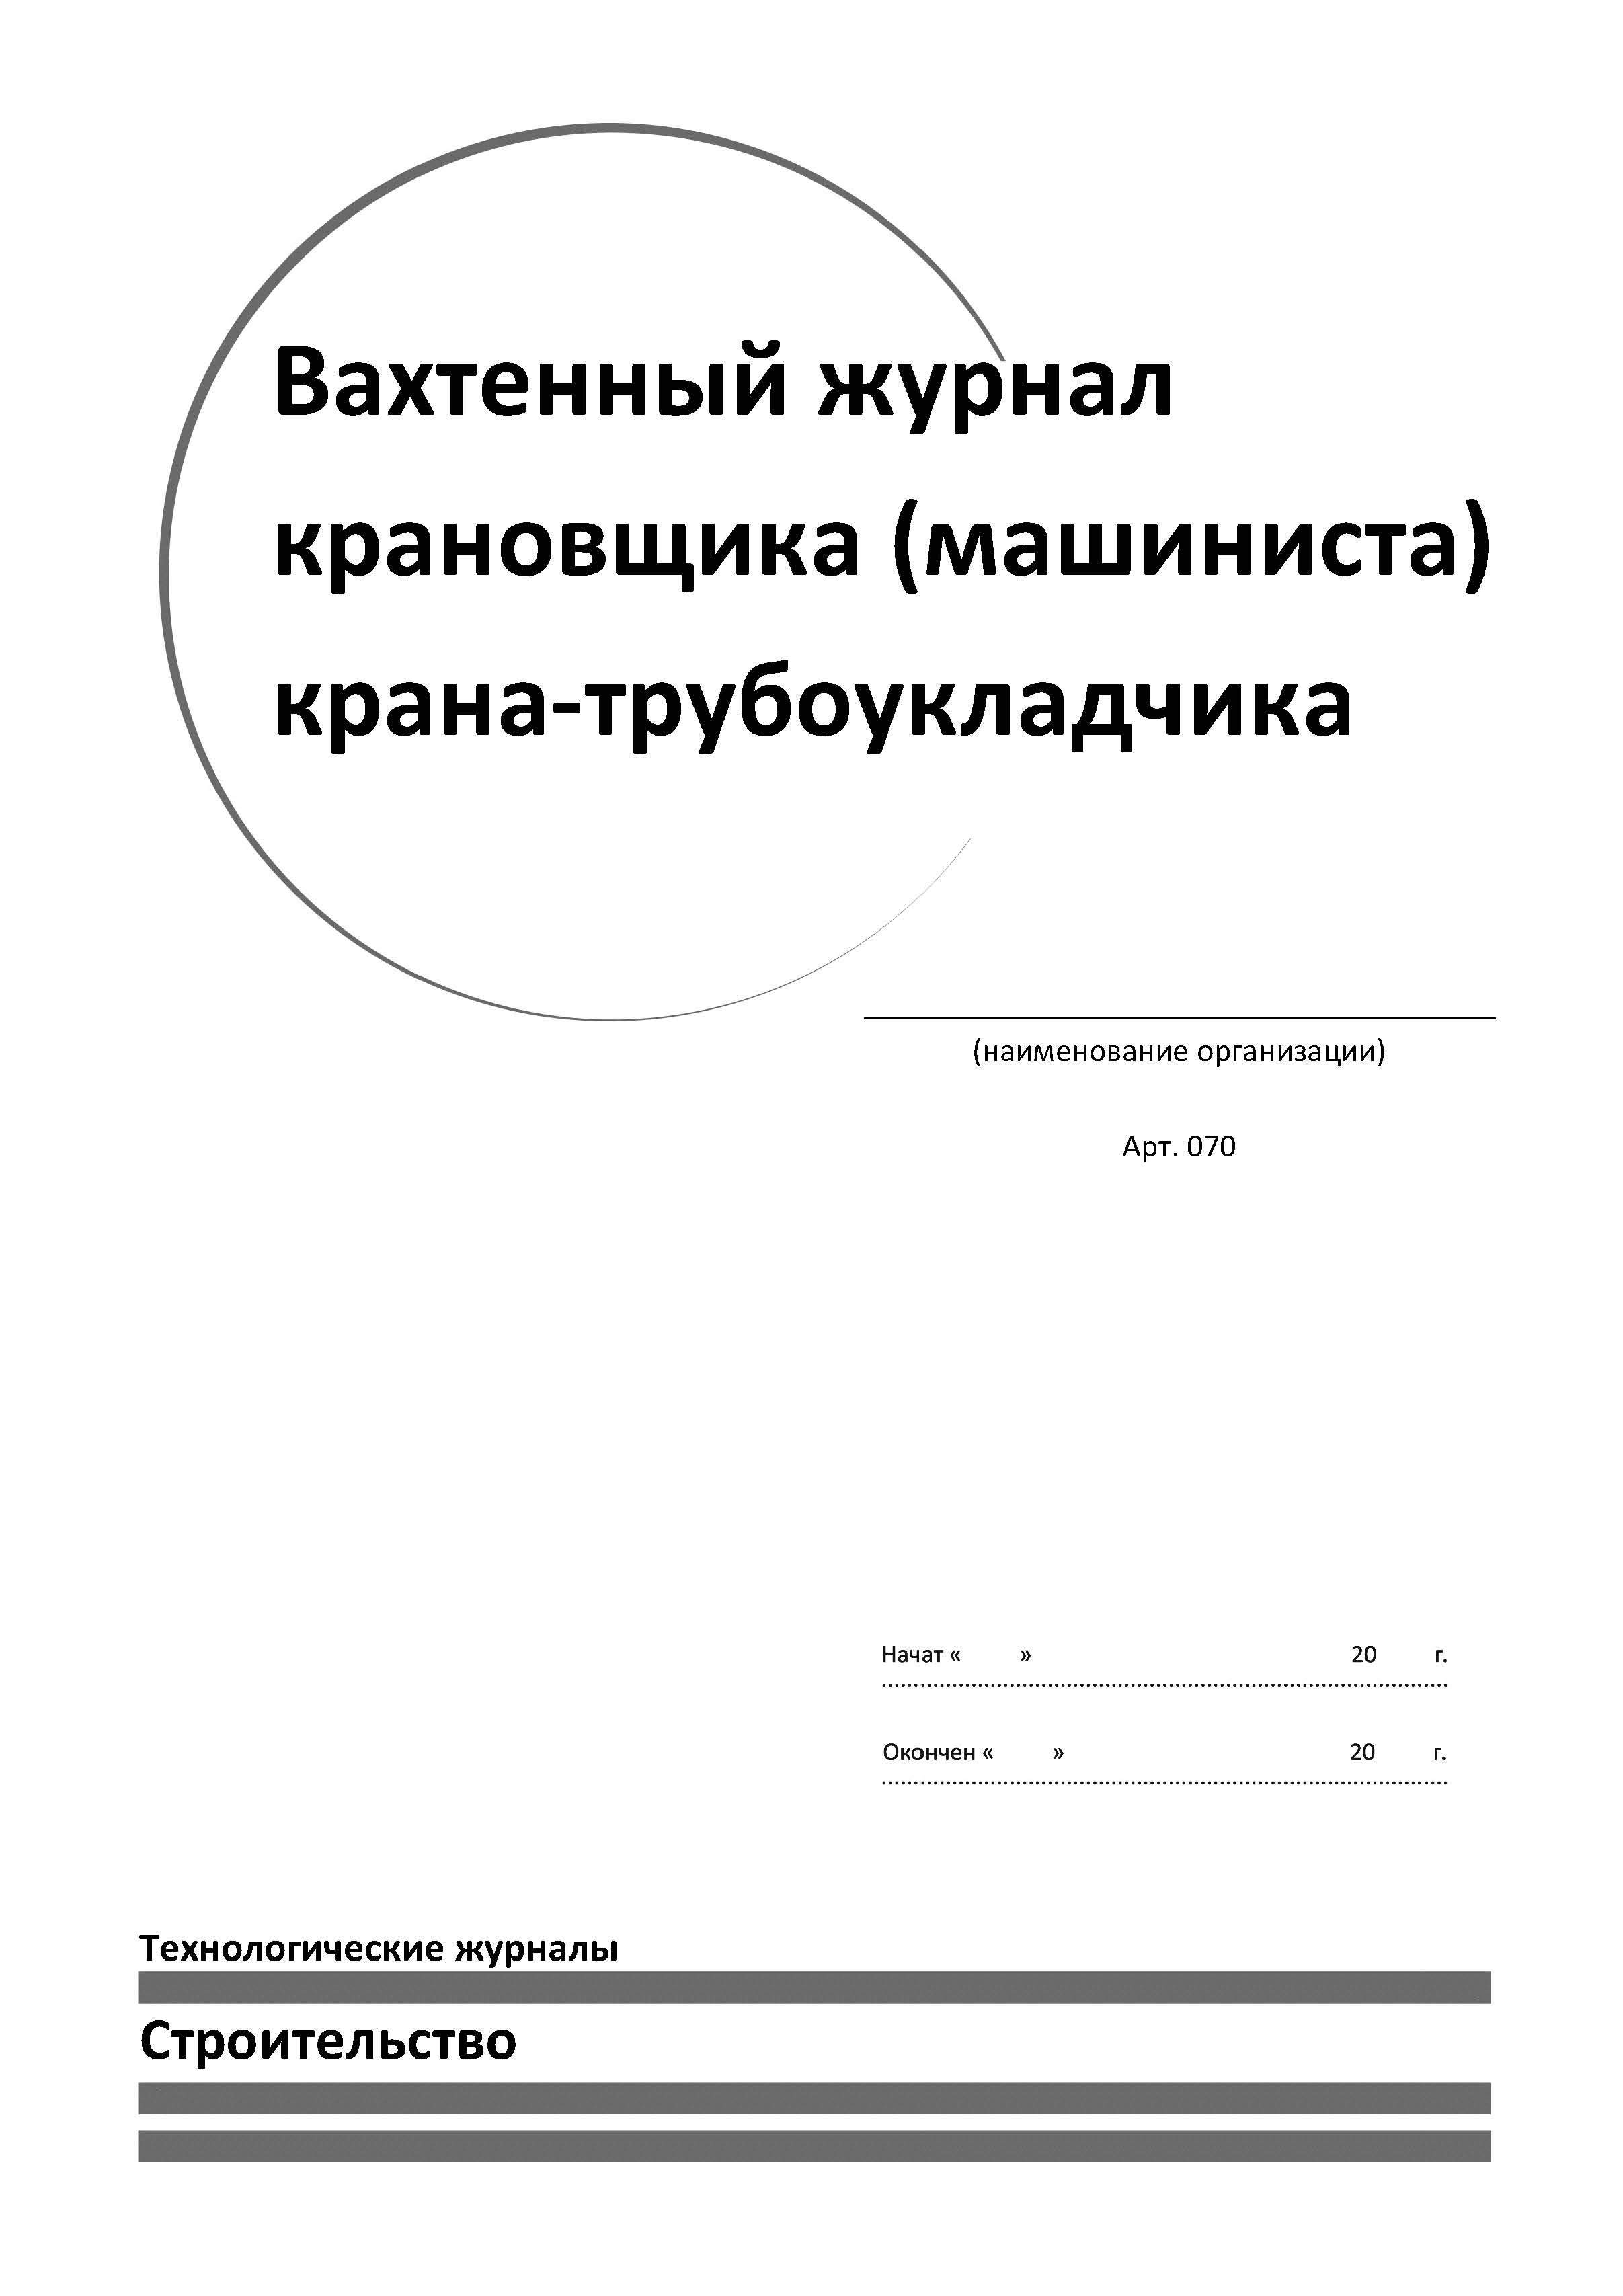 Вахтенный журнал
крановщика (машиниста)
крана-трубоукладчика
(наименование организации)
Арт. 070
Начат « » 20 г.
Окончен « » 20 г.
Технологические журналы
Строительство